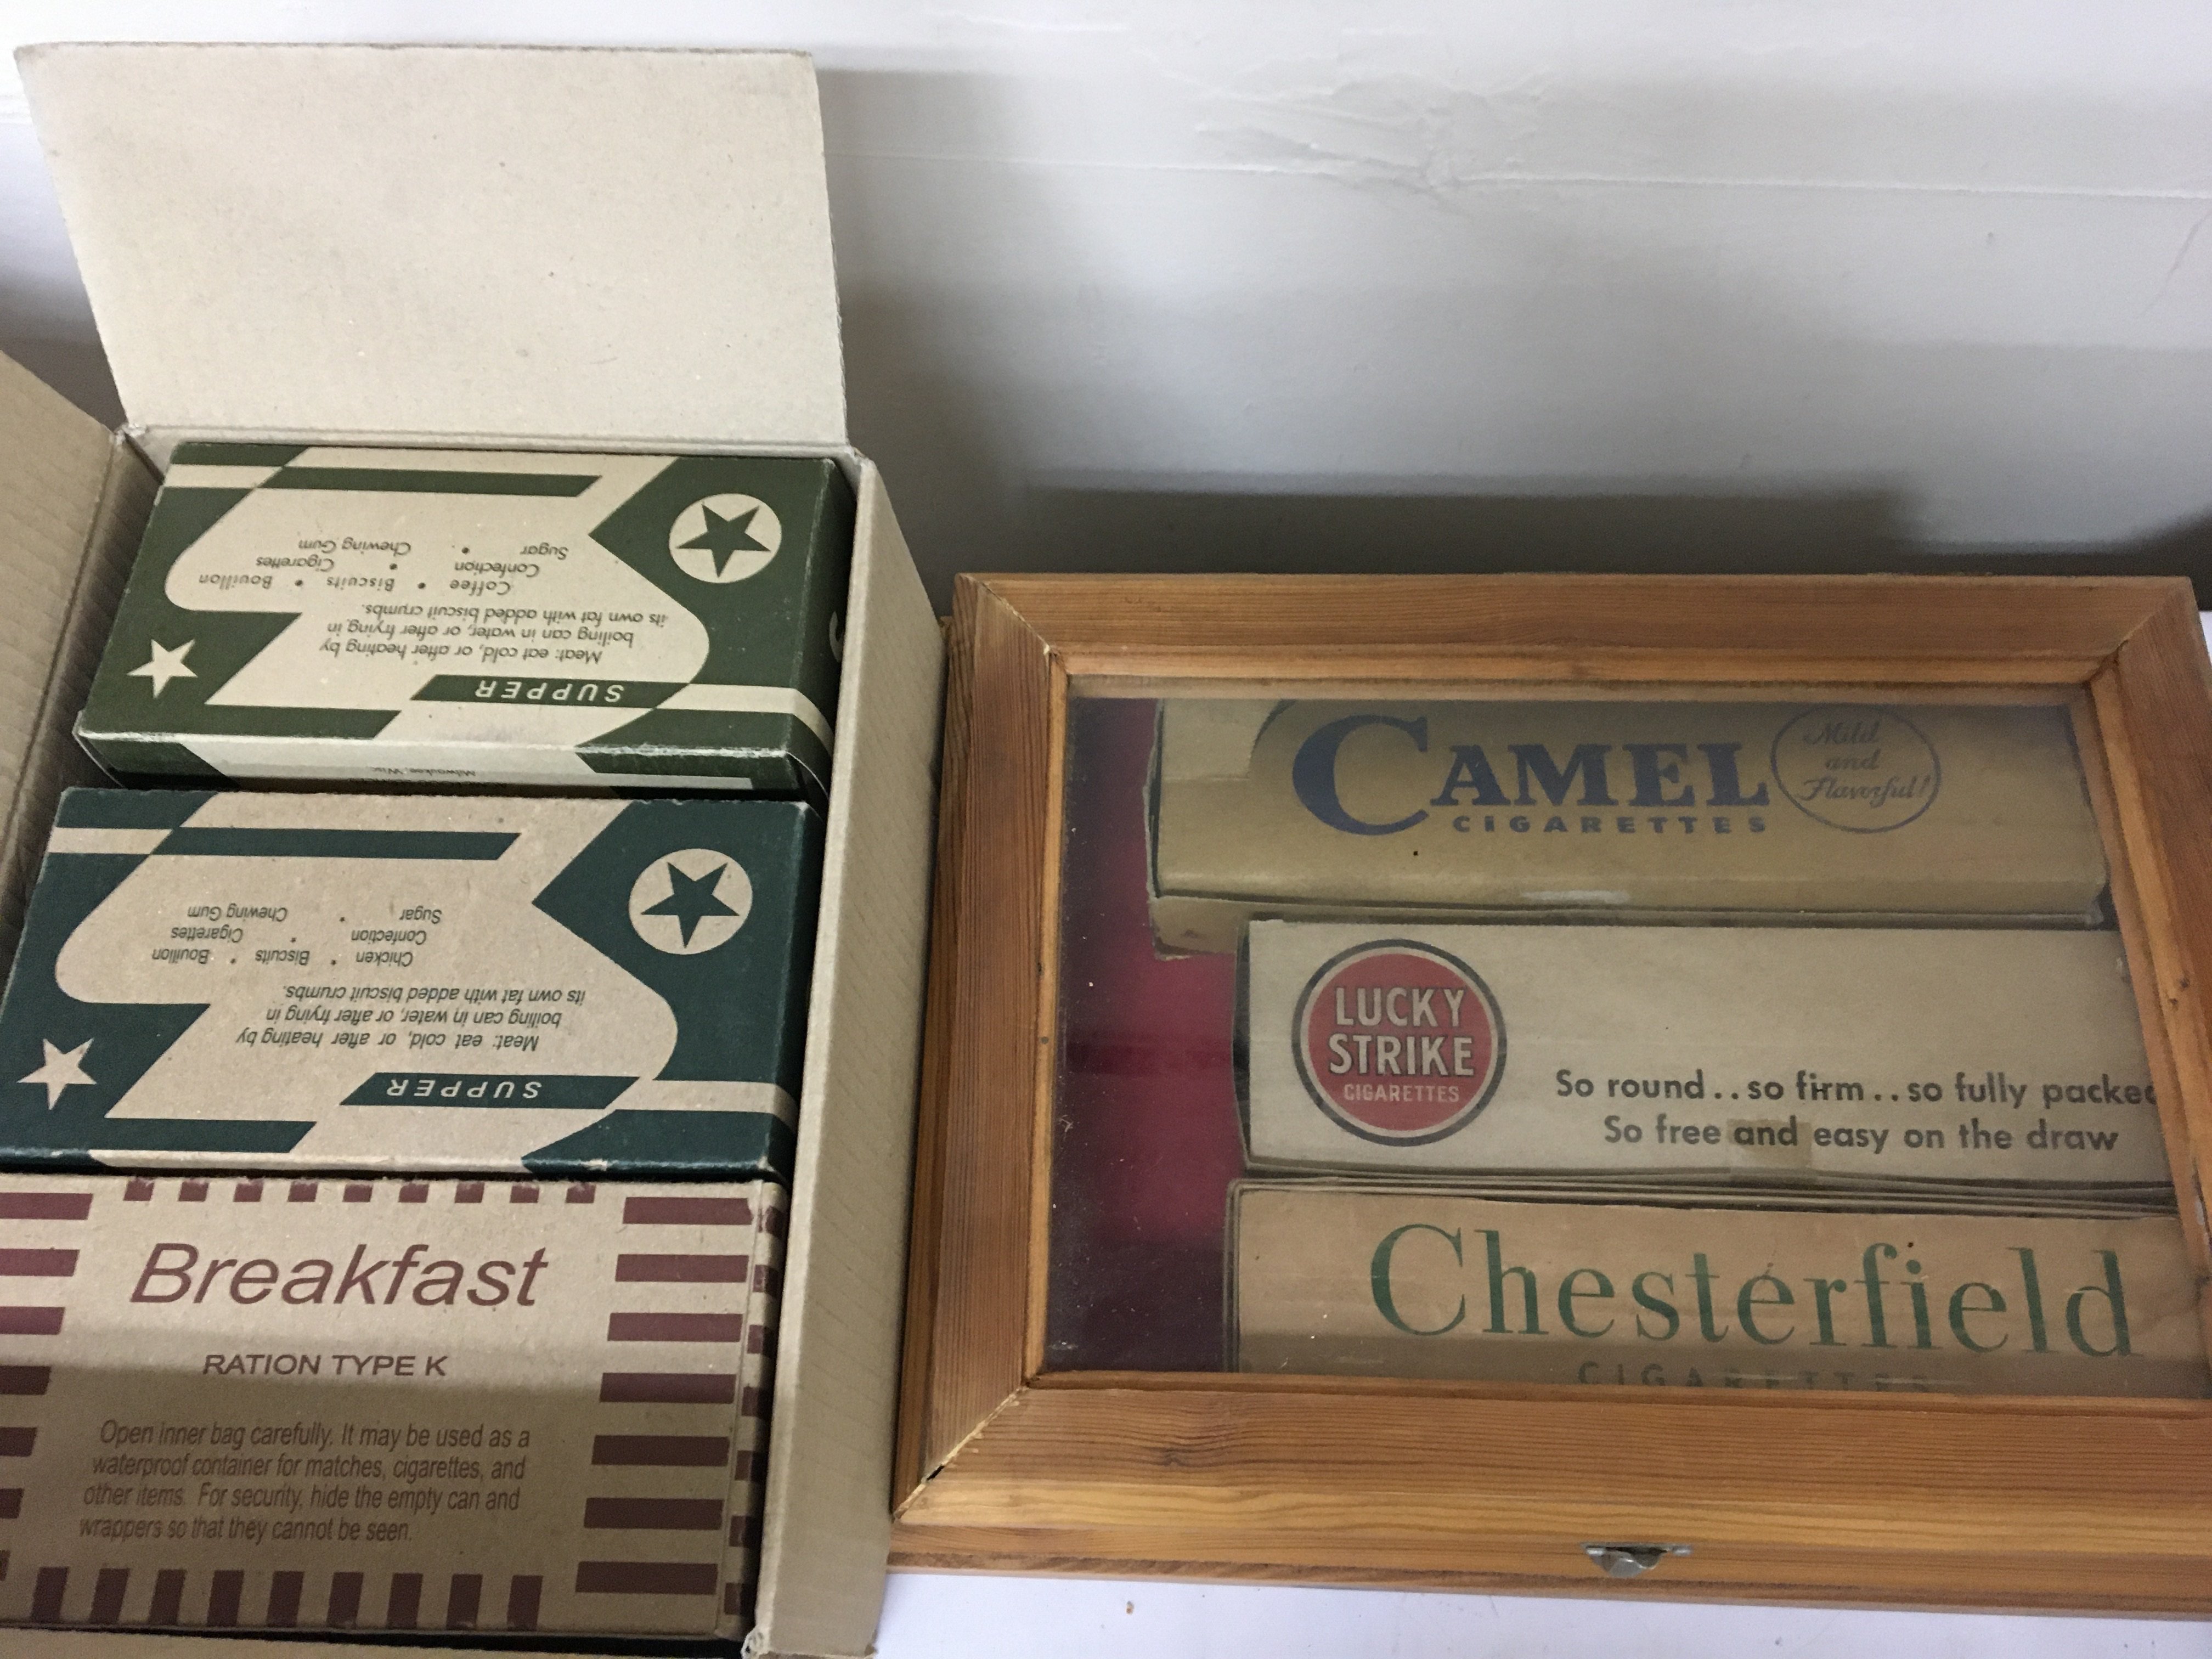 SUPPER
Meat: eat cold, or after heating by
boiling can in water, or after frying in
its own fat with added biscuit crumbs.
Coffee • Biscuits • Bouillon
Confection • Cigarettes
Sugar • Chewing Gum
Milwaukee, Wis.
SUPPER
Meat: eat cold, or after heating by
boiling can in water, or after frying in
its own fat with added biscuit crumbs.
Chicken • Biscuits • Bouillon
Confection • Cigarettes
Sugar • Chewing Gum
Breakfast
RATION TYPE K
Open inner bag carefully. It may be used as a
waterproof container for matches, cigarettes, and
other items. For security, hide the empty can and
wrappers so that they cannot be seen.
CAMEL
CIGARETTES
Mild
and
Flavorful!
LUCKY
STRIKE
CIGARETTES
So round..so firm..so fully packed
So free and easy on the draw
Chesterfield
CIGARETTES